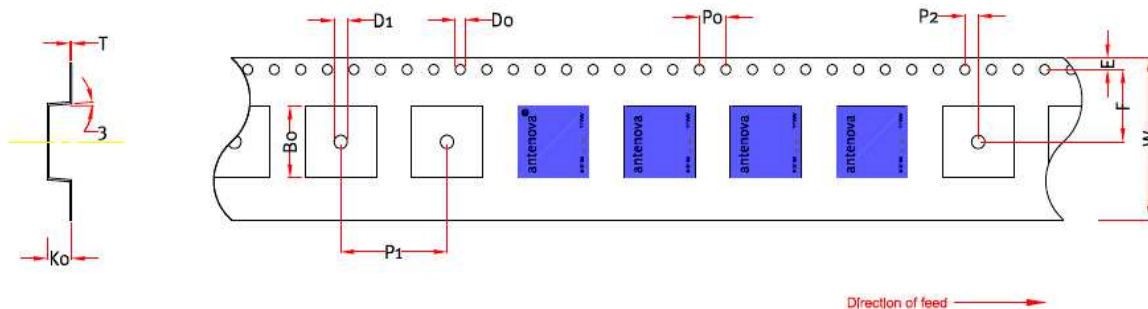 T
3
Ko
D1
Do
Po
P2
E
F
W
Bo
antenova
antenova
antenova
antenova
P1
Direction of feed